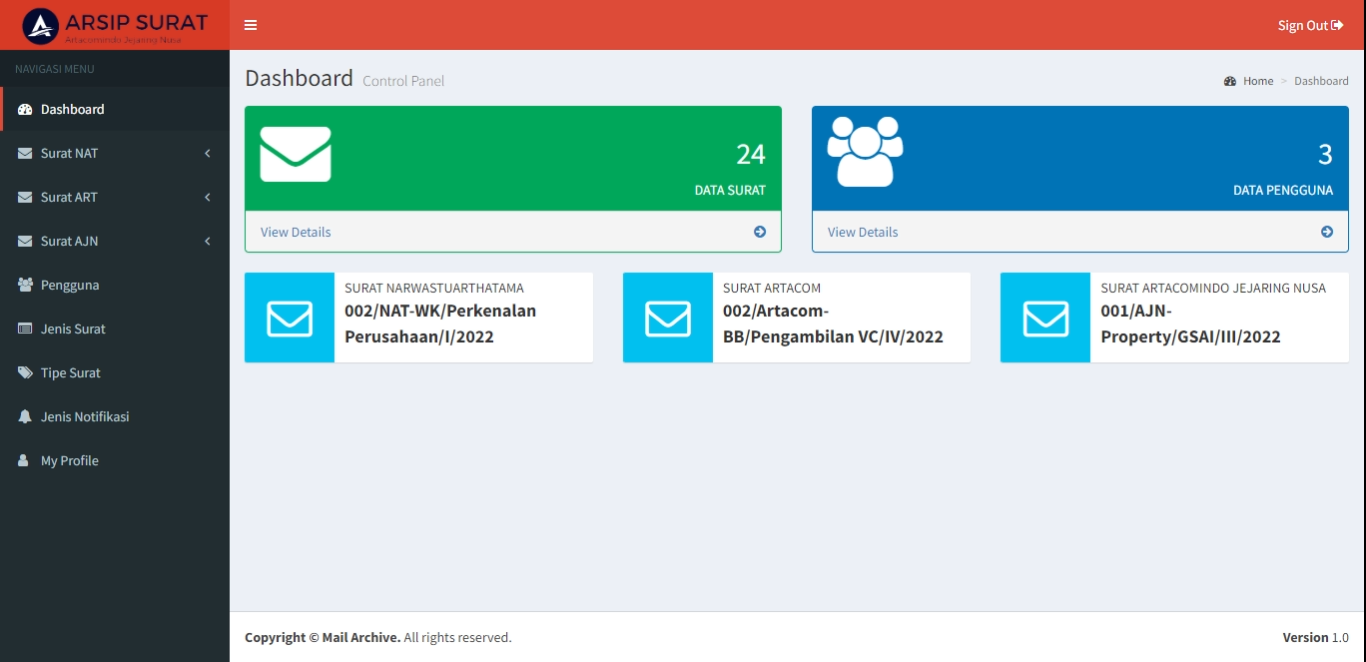 ARSIP SURAT
Artacomindo Jejaring Nusa
Sign Out
NAVIGASI MENU
Dashboard
Surat NAT
Surat ART
Surat AJN
Pengguna
Jenis Surat
Tipe Surat
Jenis Notifikasi
My Profile
Dashboard Control Panel
Home > Dashboard
24
DATA SURAT
View Details
3
DATA PENGGUNA
View Details
SURAT NARWASTUARTHATAMA
002/NAT-WK/Perkenalan
Perusahaan/I/2022
SURAT ARTACOM
002/Artacom-
BB/Pengambilan VC/IV/2022
SURAT ARTACOMINDO JEJARING NUSA
001/AJN-
Property/GSAI/III/2022
Copyright © Mail Archive. All rights reserved.
Version 1.0